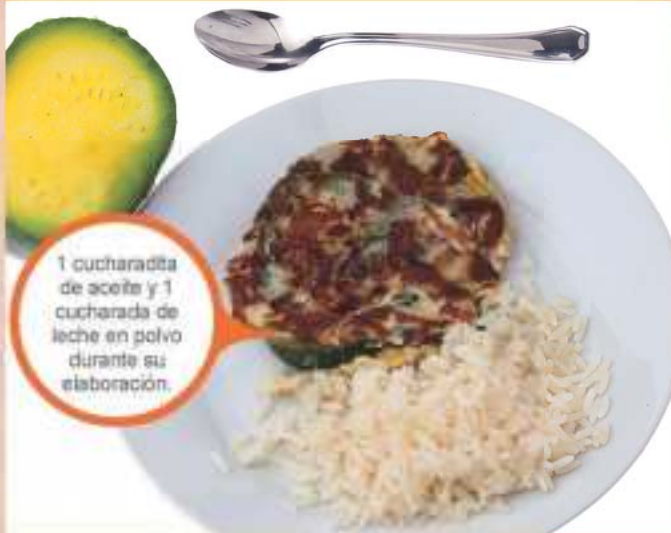 1 cucharadita
de aceite y 1
cucharada de
leche en polvo
durante su
elaboración.